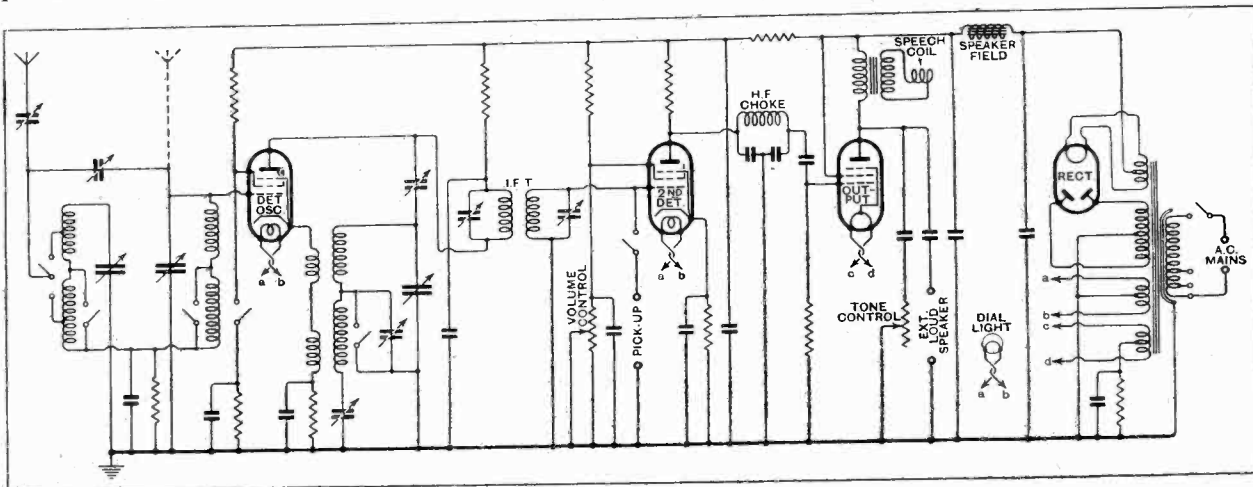 DET
OSC.
a b
I.F T
VOLUME
CONTROL
PICK-UP
2ND
DET.
a b
H.F
CHOKE
SPEECH
COIL
OUT-
PUT
c d
TONE
CONTROL
EXT.
LOUD
SPEAKER
SPEAKER
FIELD
DIAL
LIGHT
a b
RECT
a
b
c
d
A.C.
MAINS